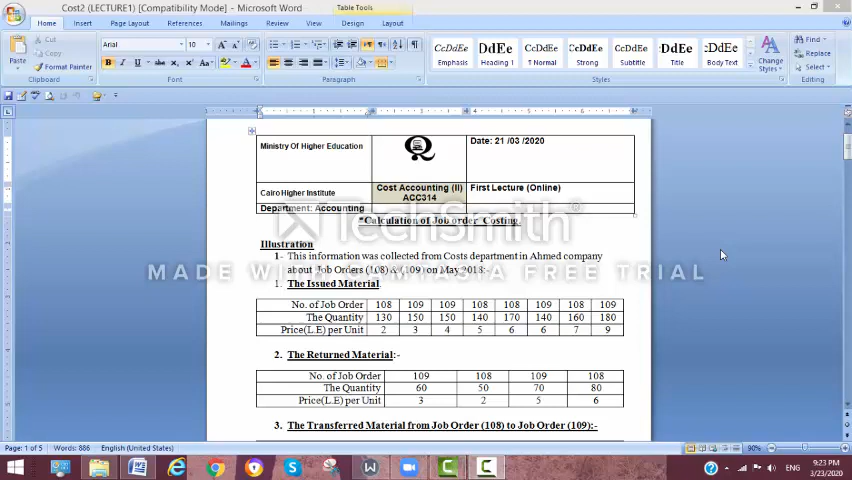 Cost2 (LECTURE1) [Compatibility Mode] - Microsoft Word
Table Tools
Home Insert Page Layout References Mailings Review View Design Layout
Paste
Cut
Copy
Format Painter
Clipboard
Arial 10
Font
Paragraph
CcDdEe CcDdEe CcDdEe CcDdEe CcDdEe CcDdEe CcDdEe
Emphasis Heading 1 ¶ Normal Strong Subtitle Title Body Text
Styles
Change
Styles
Find
Replace
Select
Editing
Ministry Of Higher Education
Date: 21 /03 /2020
Cairo Higher Institute
Cost Accounting (II)
ACC314
First Lecture (Online)
Department: Accounting
"Calculation of Job order Costing.
TechSmith
MADE WITH CAMTASIA FREE TRIAL
Illustration
1- This information was collected from Costs department in Ahmed company
about Job Orders (108) & (109) on May 2018:-
1. The Issued Material.
No. of Job Order 108 109 109 108 108 140 108 109
The Quantity 130 150 150 140 170 140 160 180
Price(L.E) per Unit 2 3 4 5 6 6 7 9
2. The Returned Material:-
No. of Job Order 109 108 109 108
The Quantity 60 50 70 80
Price(L.E) per Unit 3 2 5 6
3. The Transferred Material from Job Order (108) to Job Order (109):-
Page: 1 of 5 Words: 886 English (United States)
90%
ENG
9:23 PM
3/23/2020